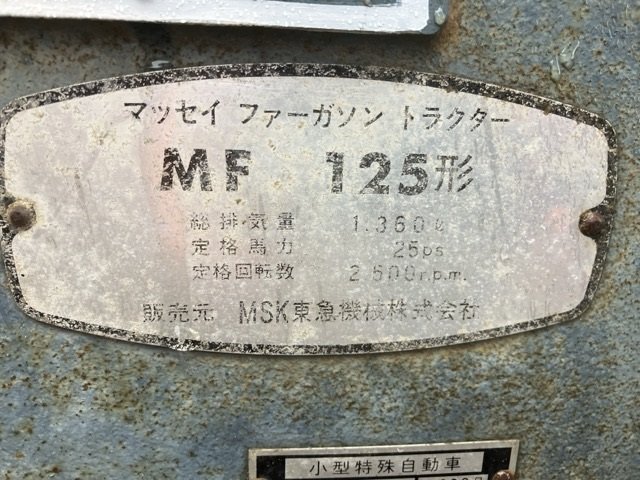 マッセイ ファーガソン トラクター
MF 125形
総排気量 1.360ℓ
定格馬力 25ps
定格回転数 2500r.p.m.
販売元 MSK東急機械株式会社
小型特殊自動車